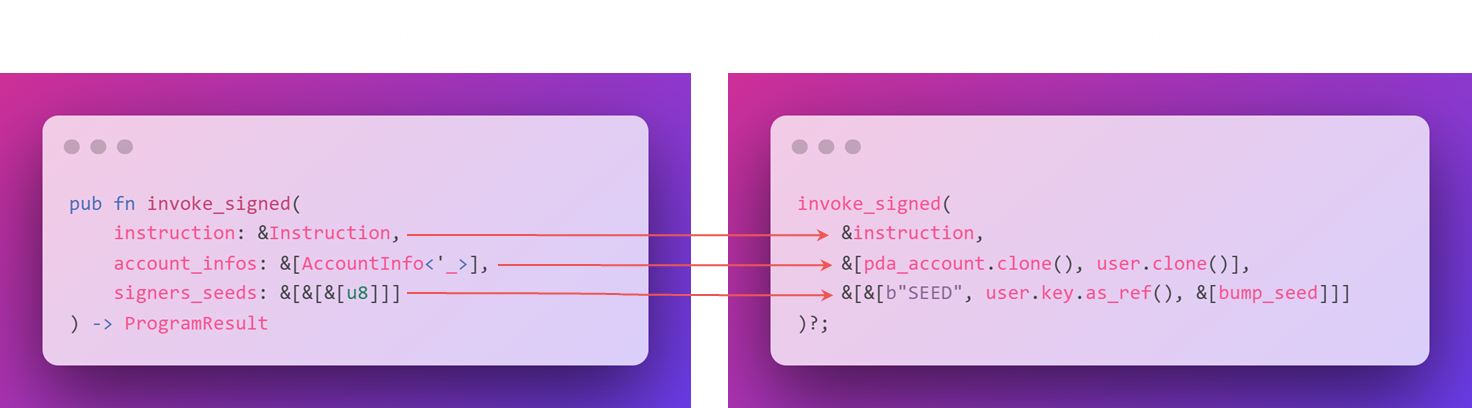 pub fn invoke_signed(
    instruction: &Instruction,
    account_infos: &[AccountInfo<'_>],
    signers_seeds: &[&[&[u8]]]
) -> ProgramResult
invoke_signed(
    &instruction,
    &[pda_account.clone(), user.clone()],
    &[&[b"SEED", user.key.as_ref(), &[bump_seed]]]
)?;